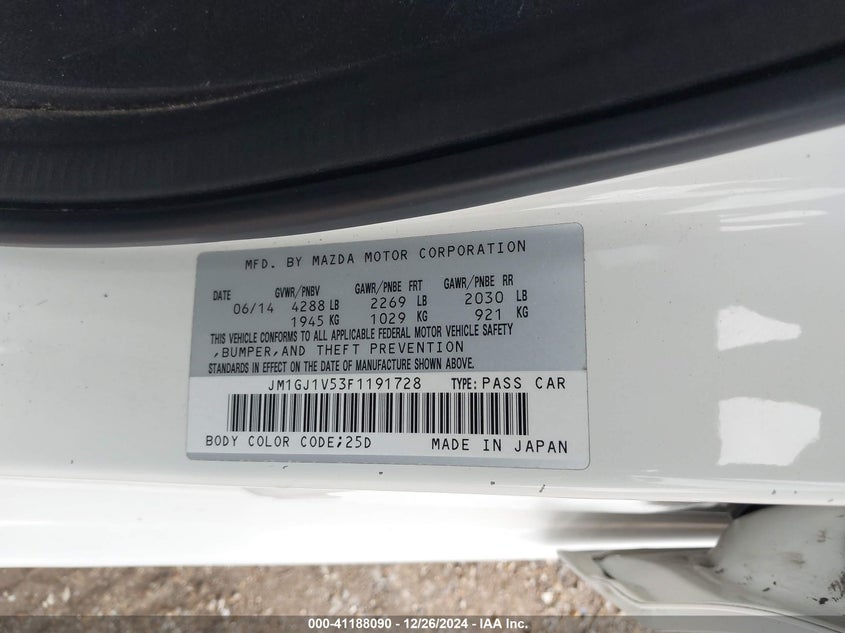 MFD. BY MAZDA MOTOR CORPORATION
DATE GVWR/PNBV GAWR/PNBE FRT GAWR/PNBE RR
06/14 4288 LB 2269 LB 2030 LB
1945 KG 1029 KG 921 KG
THIS VEHICLE CONFORMS TO ALL APPLICABLE FEDERAL MOTOR VEHICLE SAFETY
,BUMPER,AND THEFT PREVENTION
STANDARDS IN EFFECT ON THE DATE OF MANUFACTURE SHOWN ABOVE.
JM1GJ1V53F1191728 TYPE: PASS CAR
BODY COLOR CODE;25D MADE IN JAPAN
000-41188090 - 12/26/2024 - IAA Inc.